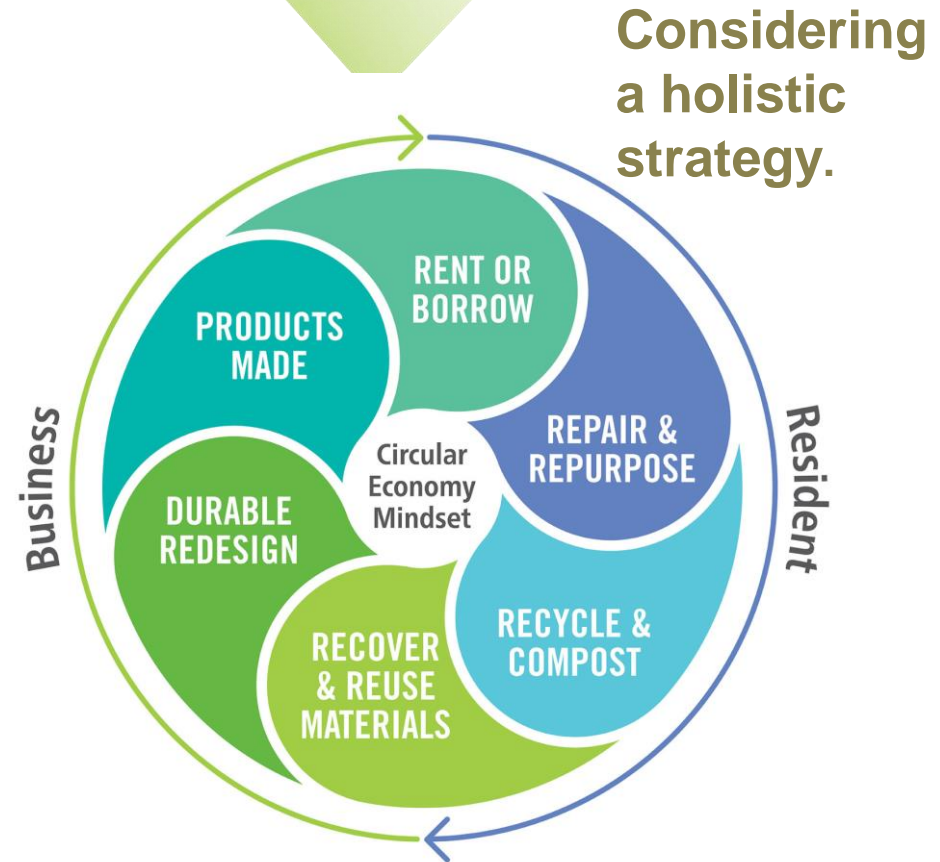 Considering
a holistic
strategy.
RENT OR
BORROW
PRODUCTS
MADE
REPAIR &
REPURPOSE
Circular
Economy
Mindset
Business
Resident
DURABLE
REDESIGN
RECYCLE &
COMPOST
RECOVER
& REUSE
MATERIALS